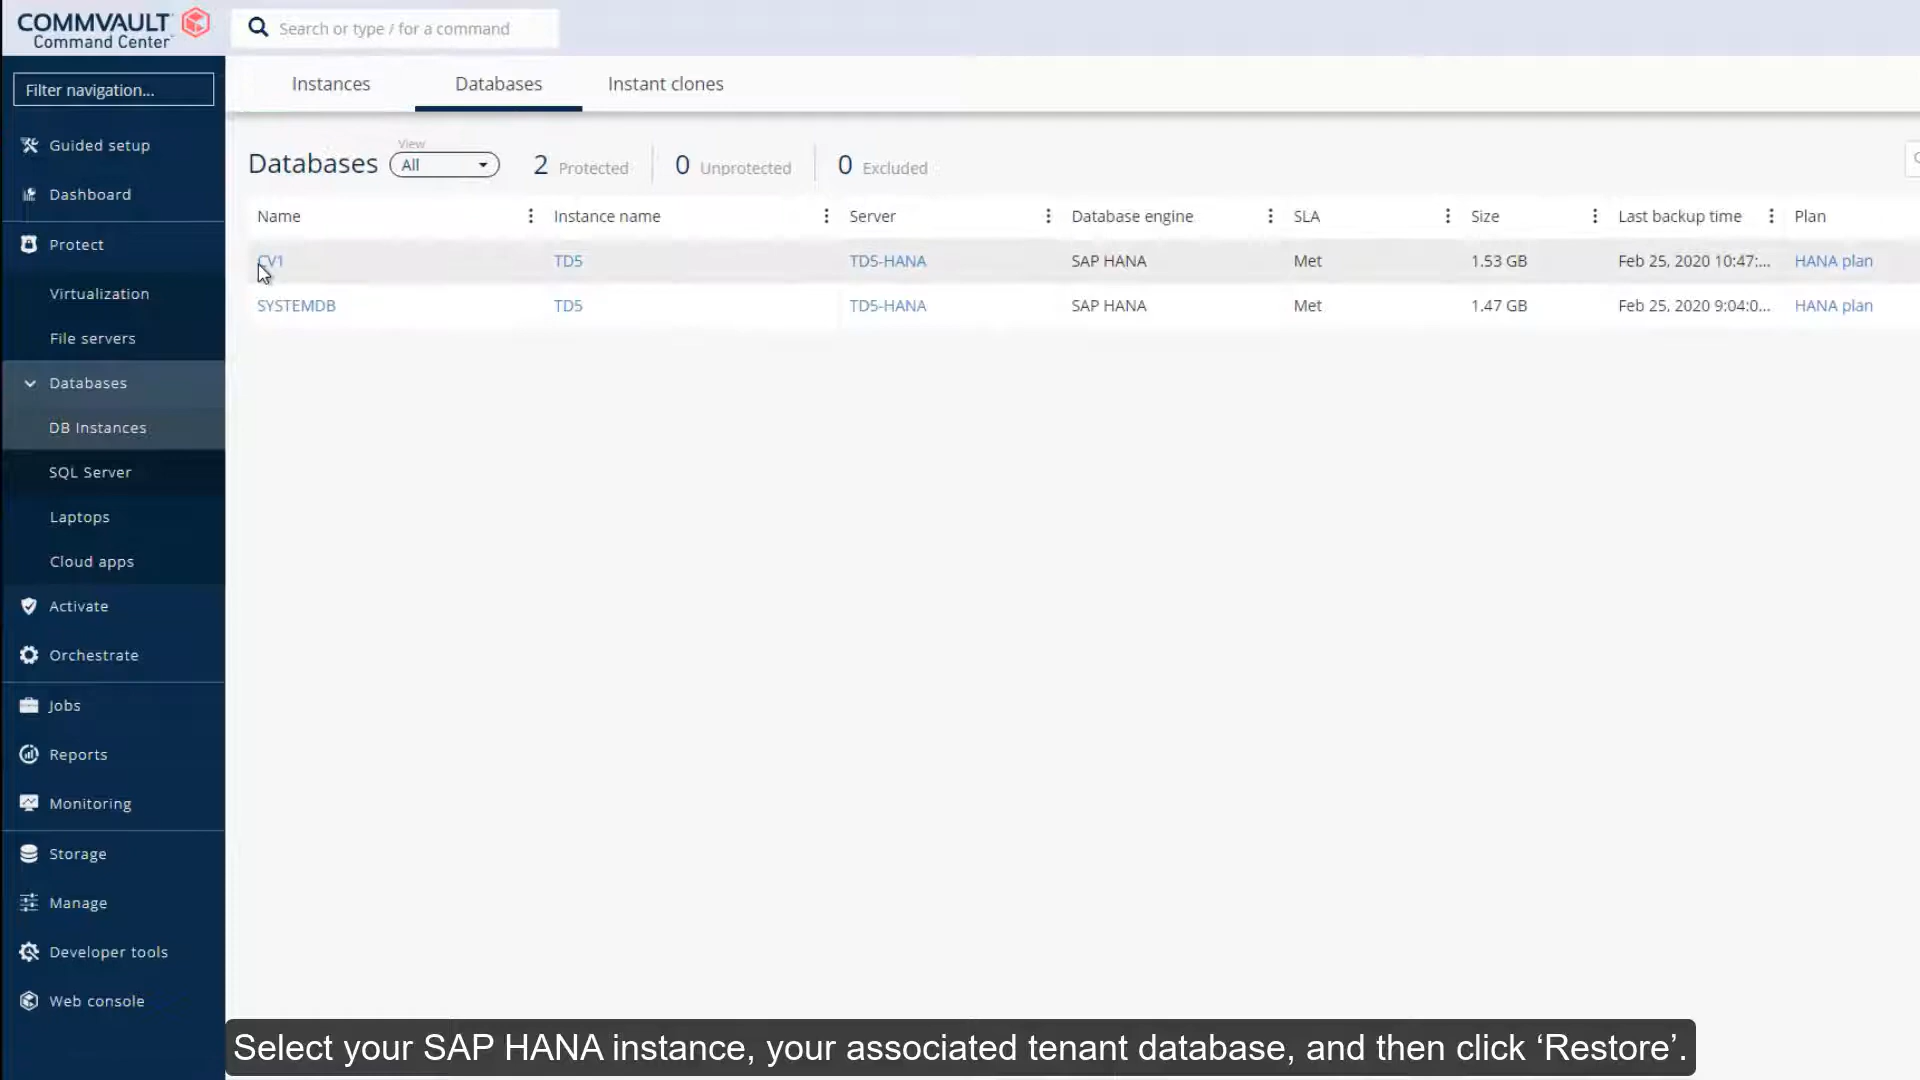 COMMVAULT
Command Center
Search or type / for a command
Filter navigation...
Guided setup
Dashboard
Protect
Virtualization
File servers
Databases
DB Instances
SQL Server
Laptops
Cloud apps
Activate
Orchestrate
Jobs
Reports
Monitoring
Storage
Manage
Developer tools
Web console
Instances Databases Instant clones
View
Databases All 2 Protected 0 Unprotected 0 Excluded
Name Instance name Server Database engine SLA Size Last backup time Plan
CV1 TD5 TD5-HANA SAP HANA Met 1.53 GB Feb 25, 2020 10:47:... HANA plan
SYSTEMDB TD5 TD5-HANA SAP HANA Met 1.47 GB Feb 25, 2020 9:04:0... HANA plan
Select your SAP HANA instance, your associated tenant database, and then click ‘Restore’.